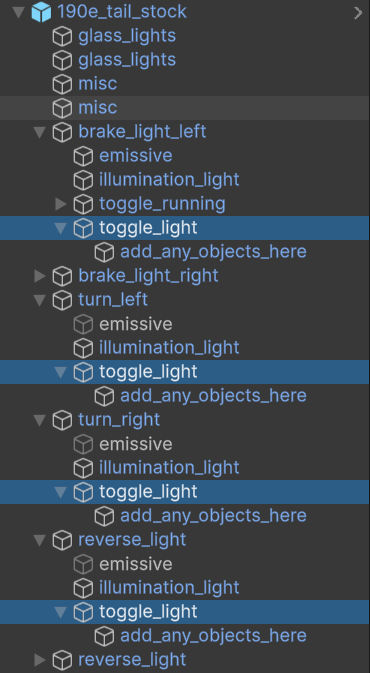 190e_tail_stock
glass_lights
glass_lights
misc
misc
brake_light_left
emissive
illumination_light
toggle_running
toggle_light
add_any_objects_here
brake_light_right
turn_left
emissive
illumination_light
toggle_light
add_any_objects_here
turn_right
emissive
illumination_light
toggle_light
add_any_objects_here
reverse_light
emissive
illumination_light
toggle_light
add_any_objects_here
reverse_light